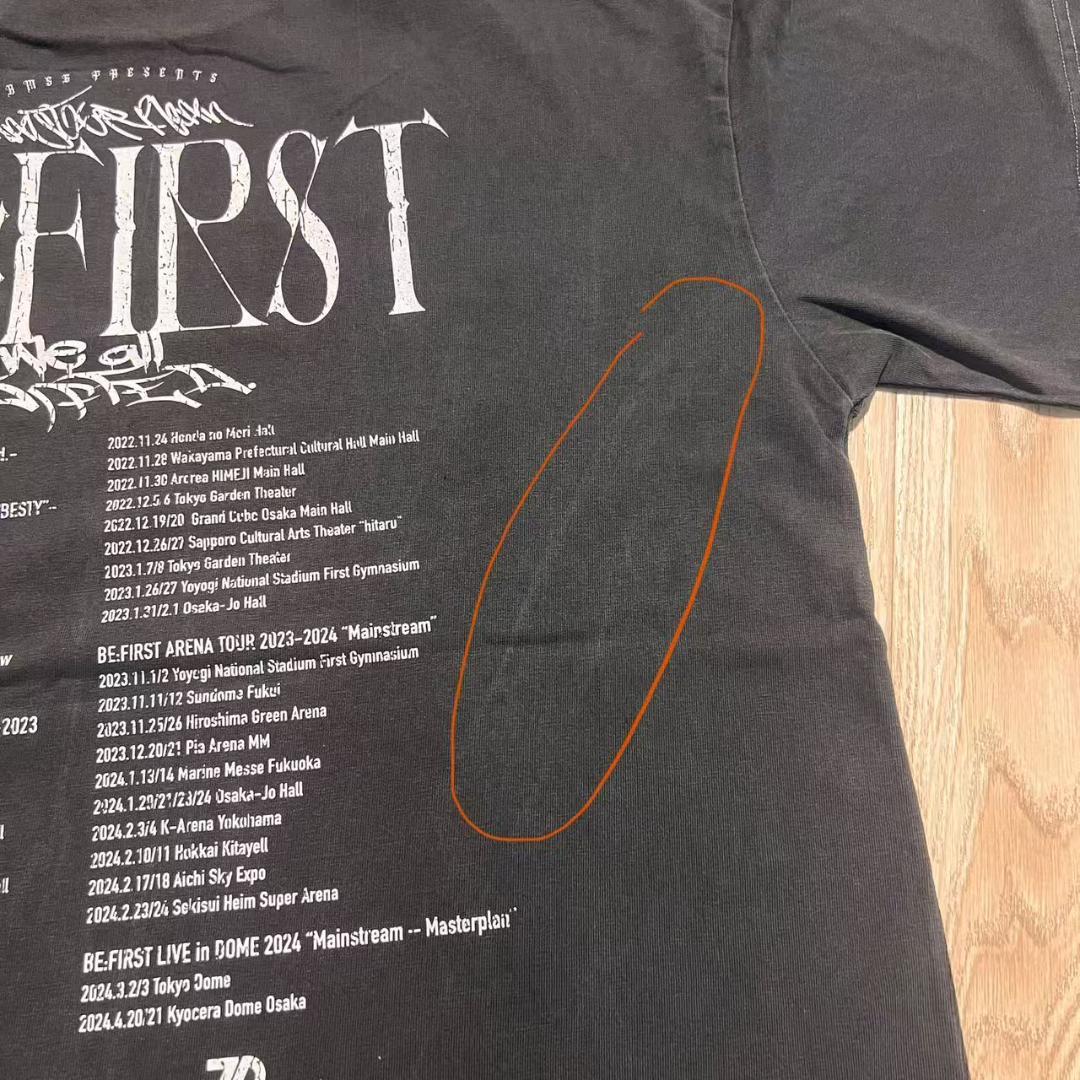 BMSG PRESENTS
FIRST
we all
2022.11.24 Honda no Mori Hall
2022.11.28 Wakayama Prefectural Cultural Hall Main Hall
2022.11.30 Arcrea HIMEJI Main Hall
BESTY"-
2022.12.5 6 Tokyo Garden Theater
2022.12.19/20 Grand Cube Osaka Main Hall
2022.12.26/27 Sapporo Cultural Arts Theater "hitaru"
2023.1.7/8 Tokyo Garden Theater
2023.1.26/27 Yoyogi National Stadium First Gymnasium
2023.1.31/2.1 Osaka-Jo Hall
BE:FIRST ARENA TOUR 2023-2024 "Mainstream"
2023.11.1/2 Yoyogi National Stadium First Gymnasium
2023.11.11/12 Sundome Fukui
-2023
2023.11.25/26 Hiroshima Green Arena
2023.12.20/21 Pia Arena MM
2024.1.13/14 Marine Messe Fukuoka
2024.1.20/21/23/24 Osaka-Jo Hall
2024.2.3/4 K-Arena Yokohama
2024.2.10/11 Hokkai Kitayell
2024.2.17/18 Aichi Sky Expo
2024.2.23/24 Sekisui Heim Super Arena
BE:FIRST LIVE in DOME 2024 "Mainstream -- Masterplan"
2024.3.2/3 Tokyo Dome
2024.4.20/21 Kyocera Dome Osaka